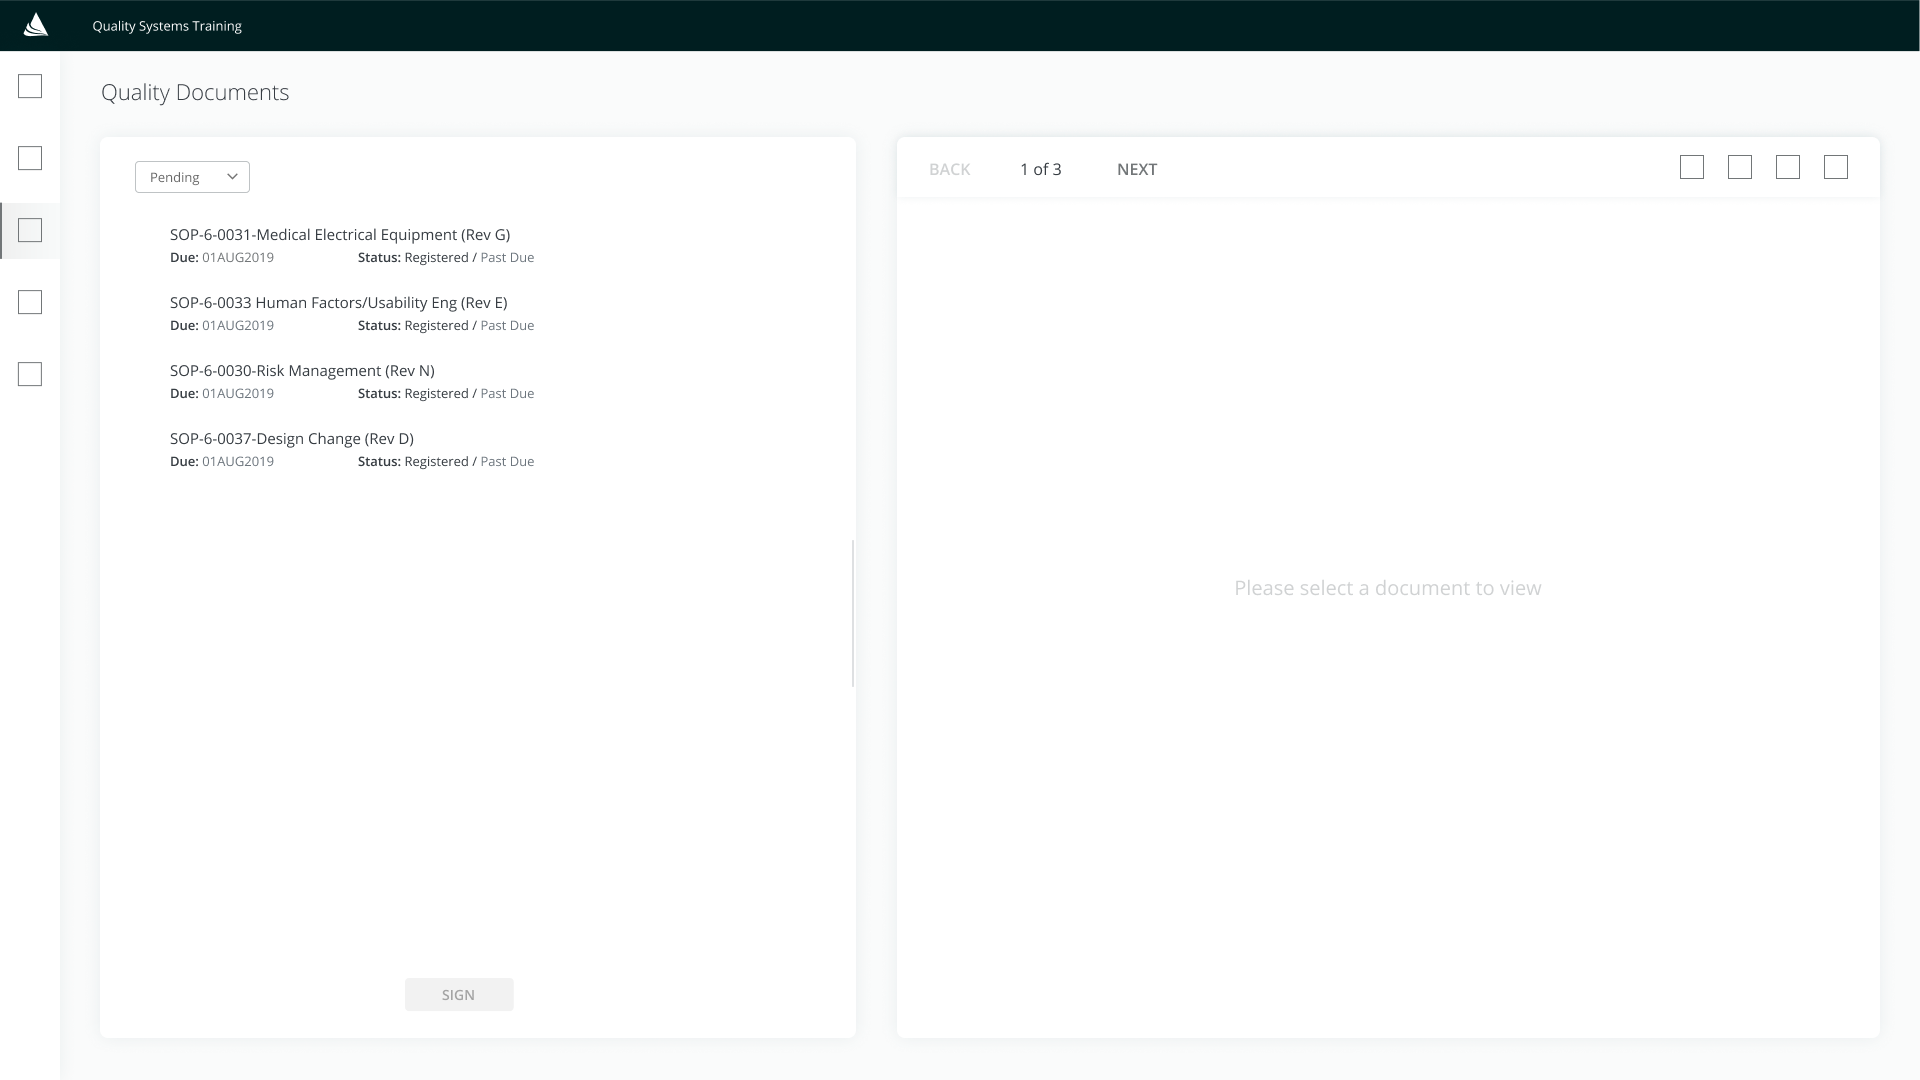 Quality Systems Training
Quality Documents
Pending
SOP-6-0031-Medical Electrical Equipment (Rev G)
Due: 01AUG2019 Status: Registered / Past Due
SOP-6-0033 Human Factors/Usability Eng (Rev E)
Due: 01AUG2019 Status: Registered / Past Due
SOP-6-0030-Risk Management (Rev N)
Due: 01AUG2019 Status: Registered / Past Due
SOP-6-0037-Design Change (Rev D)
Due: 01AUG2019 Status: Registered / Past Due
SIGN
BACK 1 of 3 NEXT
Please select a document to view